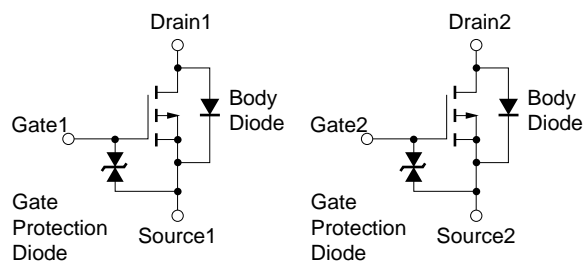 Drain1
Body
Diode
Gate1
Gate
Protection
Diode
Source1
Drain2
Body
Diode
Gate2
Gate
Protection
Diode
Source2